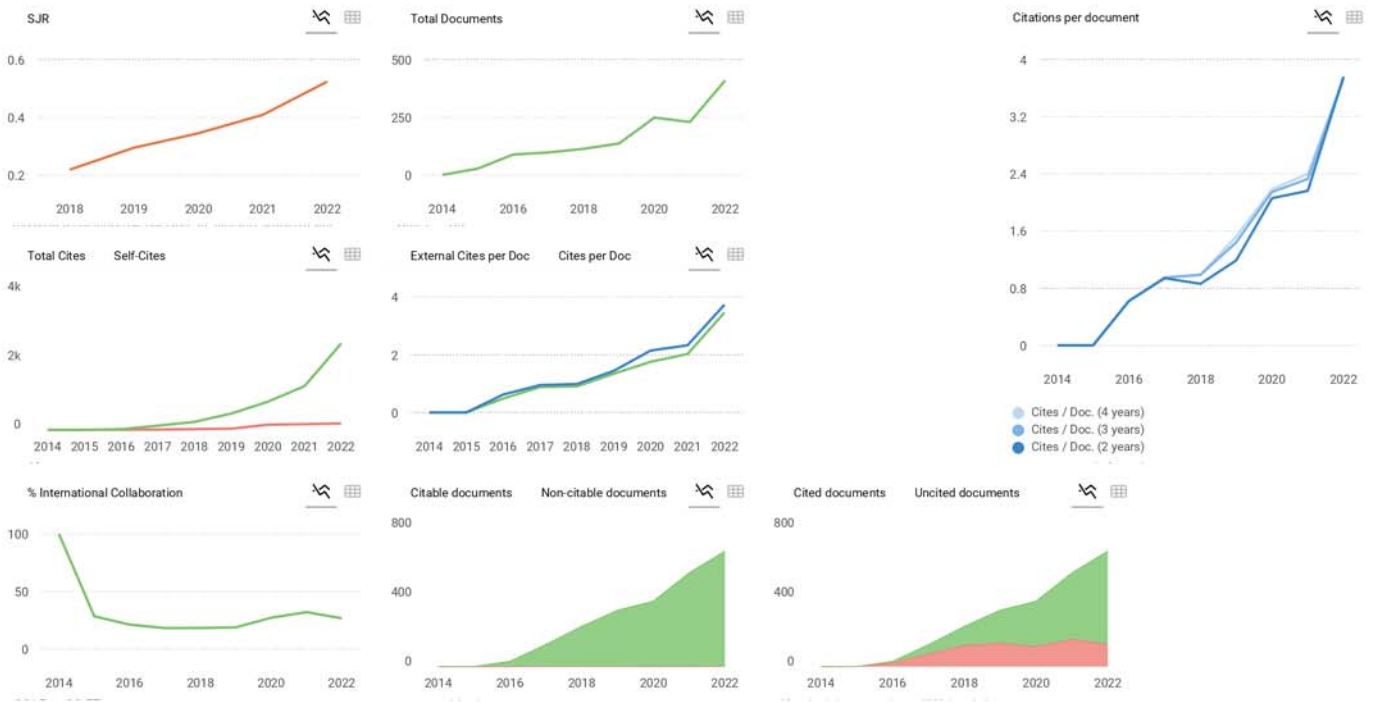 SJR
0.6
0.4
0.2
2018 2019 2020 2021 2022
Total Documents
500
250
0
2014 2016 2018 2020 2022
Citations per document
4
3.2
2.4
1.6
0.8
0
2014 2016 2018 2020 2022
Cites / Doc. (4 years)
Cites / Doc. (3 years)
Cites / Doc. (2 years)
Total Cites Self-Cites
4k
2k
0
2014 2015 2016 2017 2018 2019 2020 2021 2022
External Cites per Doc Cites per Doc
4
2
0
2014 2015 2016 2017 2018 2019 2020 2021 2022
% International Collaboration
100
50
0
2014 2016 2018 2020 2022
Citable documents Non-citable documents
800
400
0
2014 2016 2018 2020 2022
Cited documents Uncited documents
800
400
0
2014 2016 2018 2020 2022